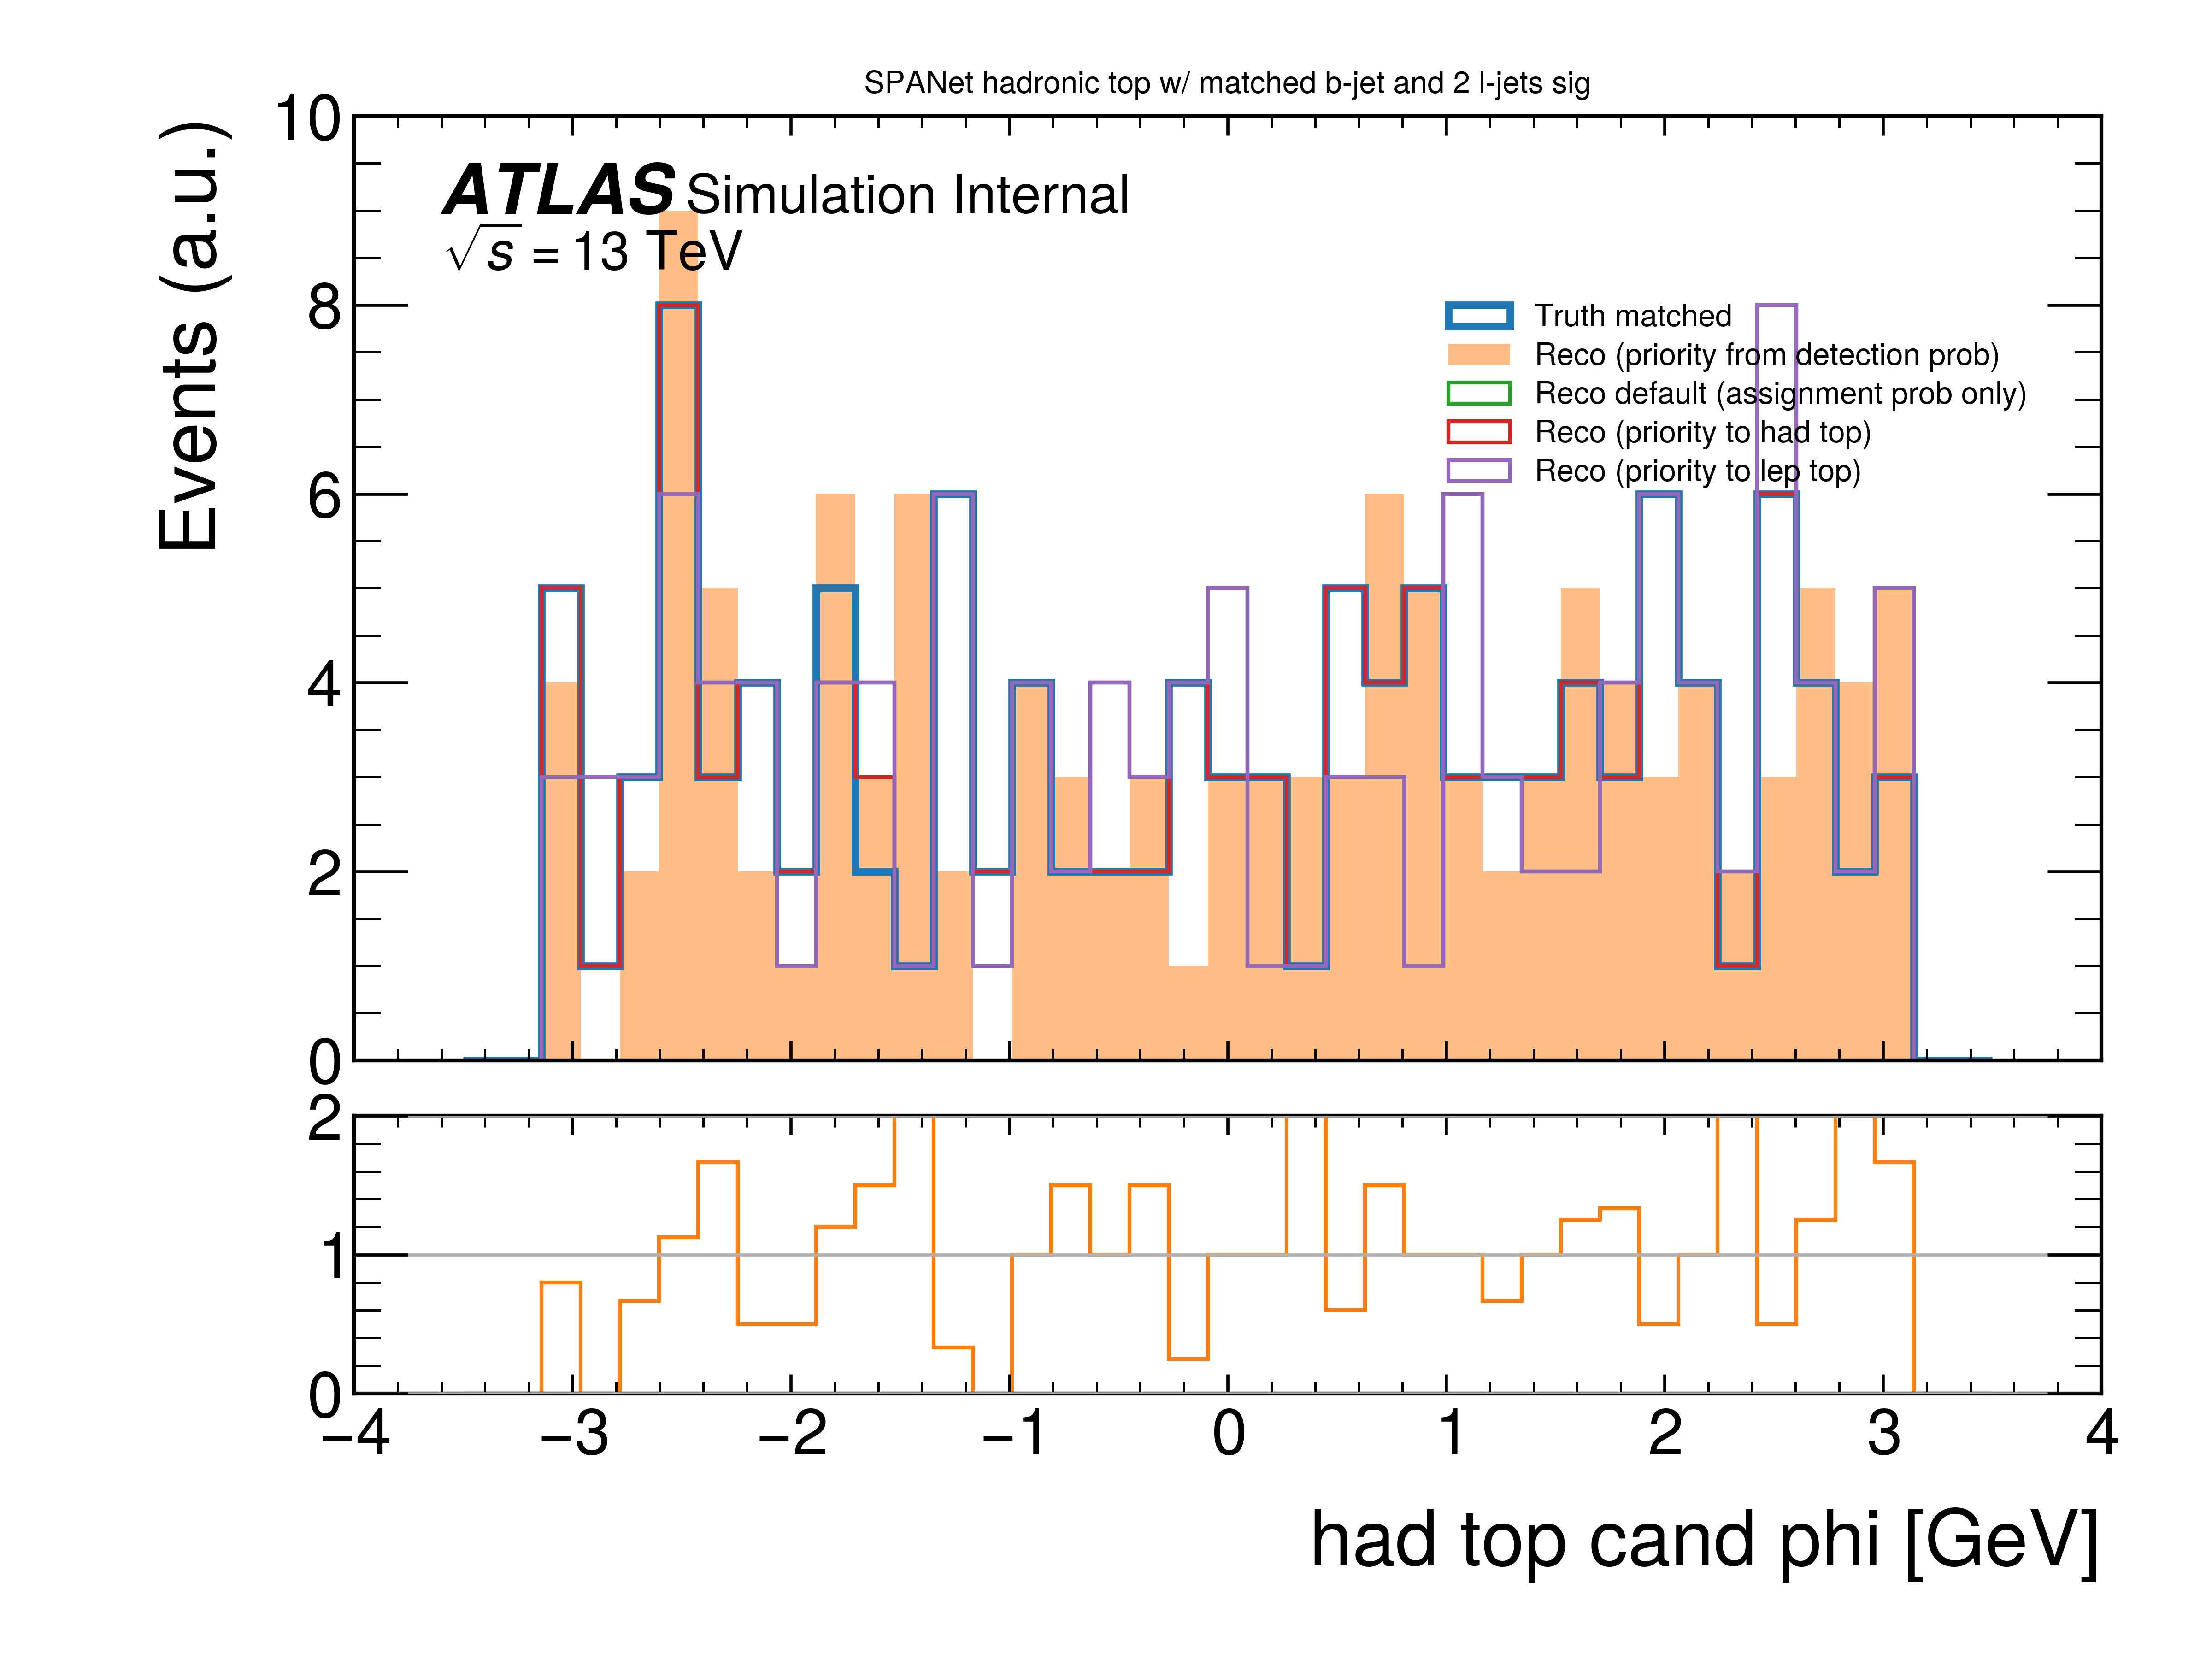 SPANet hadronic top w/ matched b-jet and 2 l-jets sig
Events (a.u.)
10
8
6
4
2
0
ATLAS Simulation Internal
√s = 13 TeV
Truth matched
Reco (priority from detection prob)
Reco default (assignment prob only)
Reco (priority to had top)
Reco (priority to lep top)
2
1
0
−4 −3 −2 −1 0 1 2 3 4
had top cand phi [GeV]